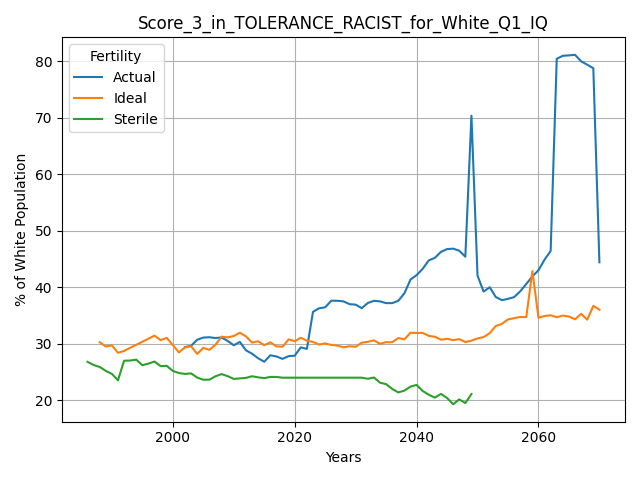 Score_3_in_TOLERANCE_RACIST_for_White_Q1_IQ
Fertility
Actual
Ideal
Sterile
% of White Population
80
70
60
50
40
30
20
2000
2020
2040
2060
Years